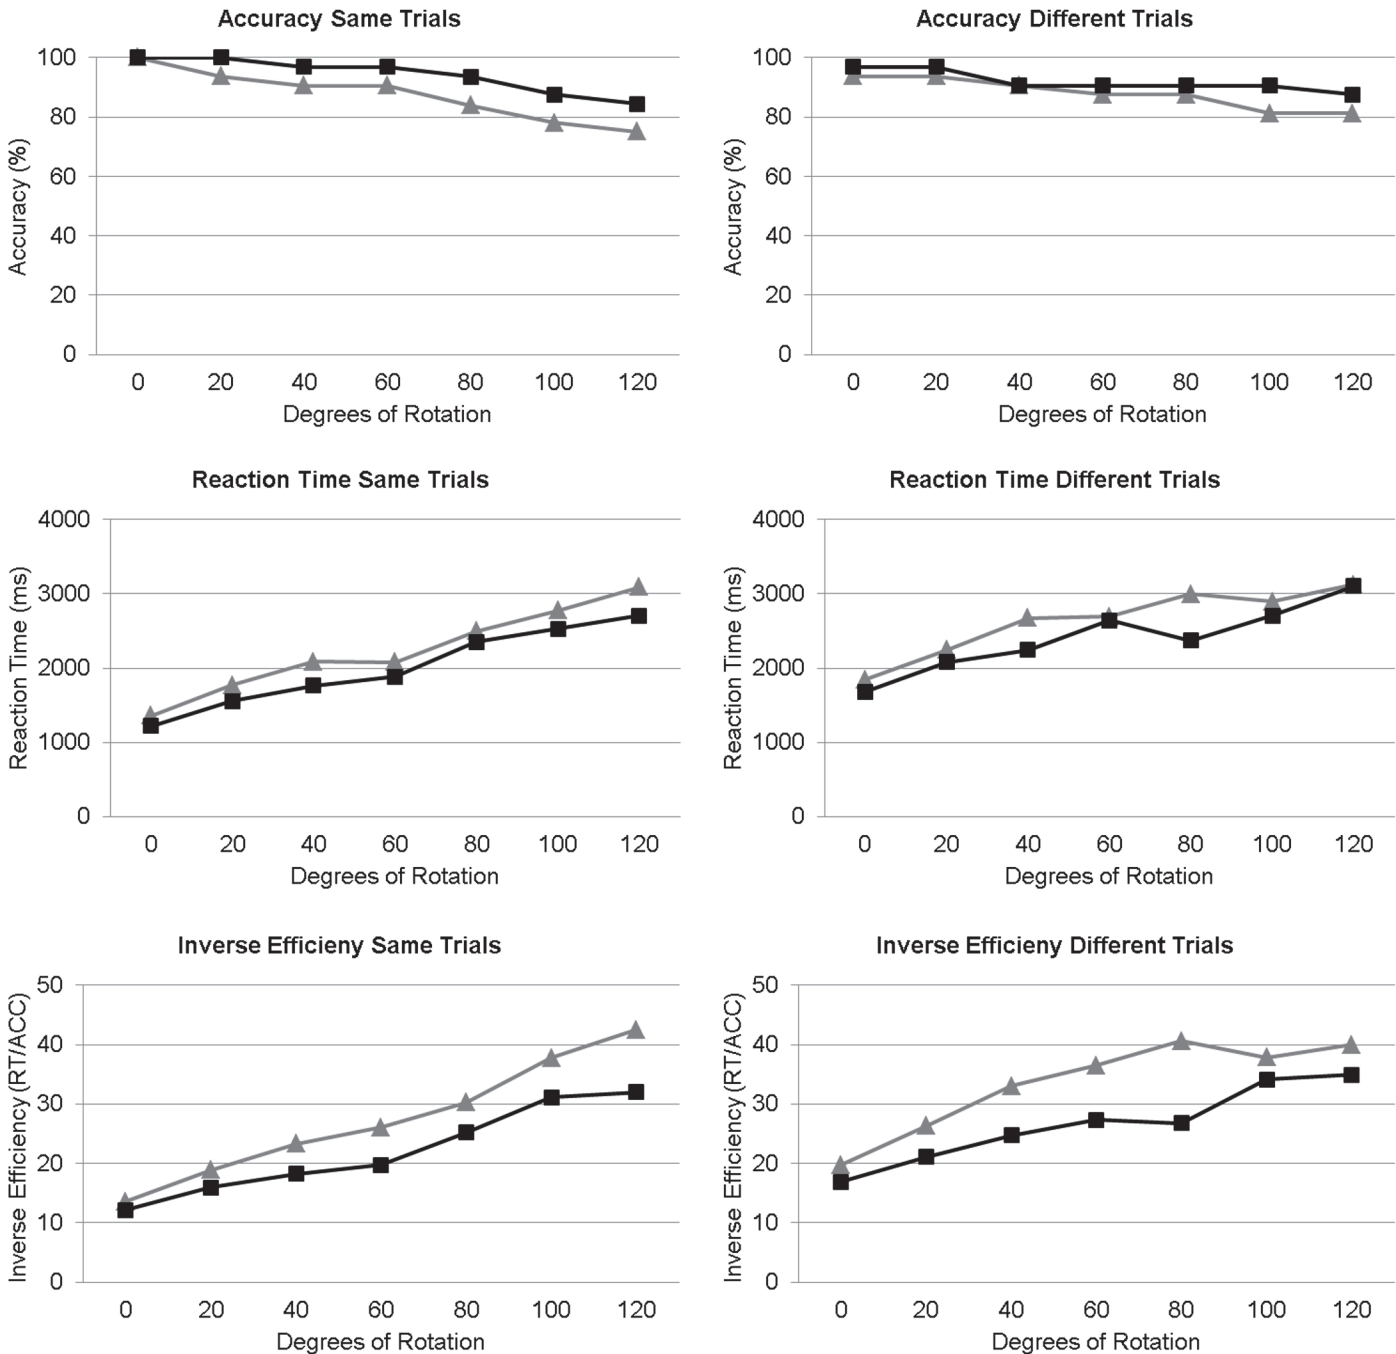 Accuracy Same Trials
100
80
60
40
20
0
Accuracy (%)
0 20 40 60 80 100 120
Degrees of Rotation
Accuracy Different Trials
100
80
60
40
20
0
Accuracy (%)
0 20 40 60 80 100 120
Degrees of Rotation
Reaction Time Same Trials
4000
3000
2000
1000
0
Reaction Time (ms)
0 20 40 60 80 100 120
Degrees of Rotation
Reaction Time Different Trials
4000
3000
2000
1000
0
Reaction Time (ms)
0 20 40 60 80 100 120
Degrees of Rotation
Inverse Efficieny Same Trials
50
40
30
20
10
0
Inverse Efficiency (RT/ACC)
0 20 40 60 80 100 120
Degrees of Rotation
Inverse Efficieny Different Trials
50
40
30
20
10
0
Inverse Efficiency (RT/ACC)
0 20 40 60 80 100 120
Degrees of Rotation